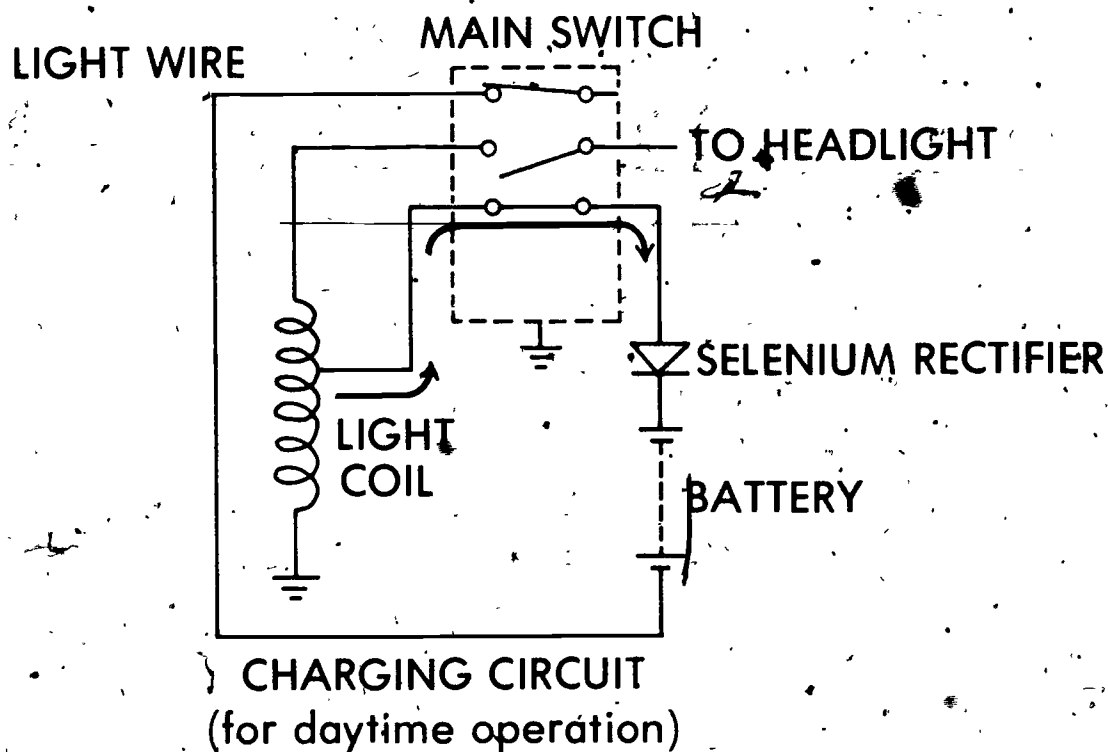 MAIN SWITCH
LIGHT WIRE
TO HEADLIGHT
SELENIUM RECTIFIER
LIGHT
COIL
BATTERY
CHARGING CIRCUIT
(for daytime operation)